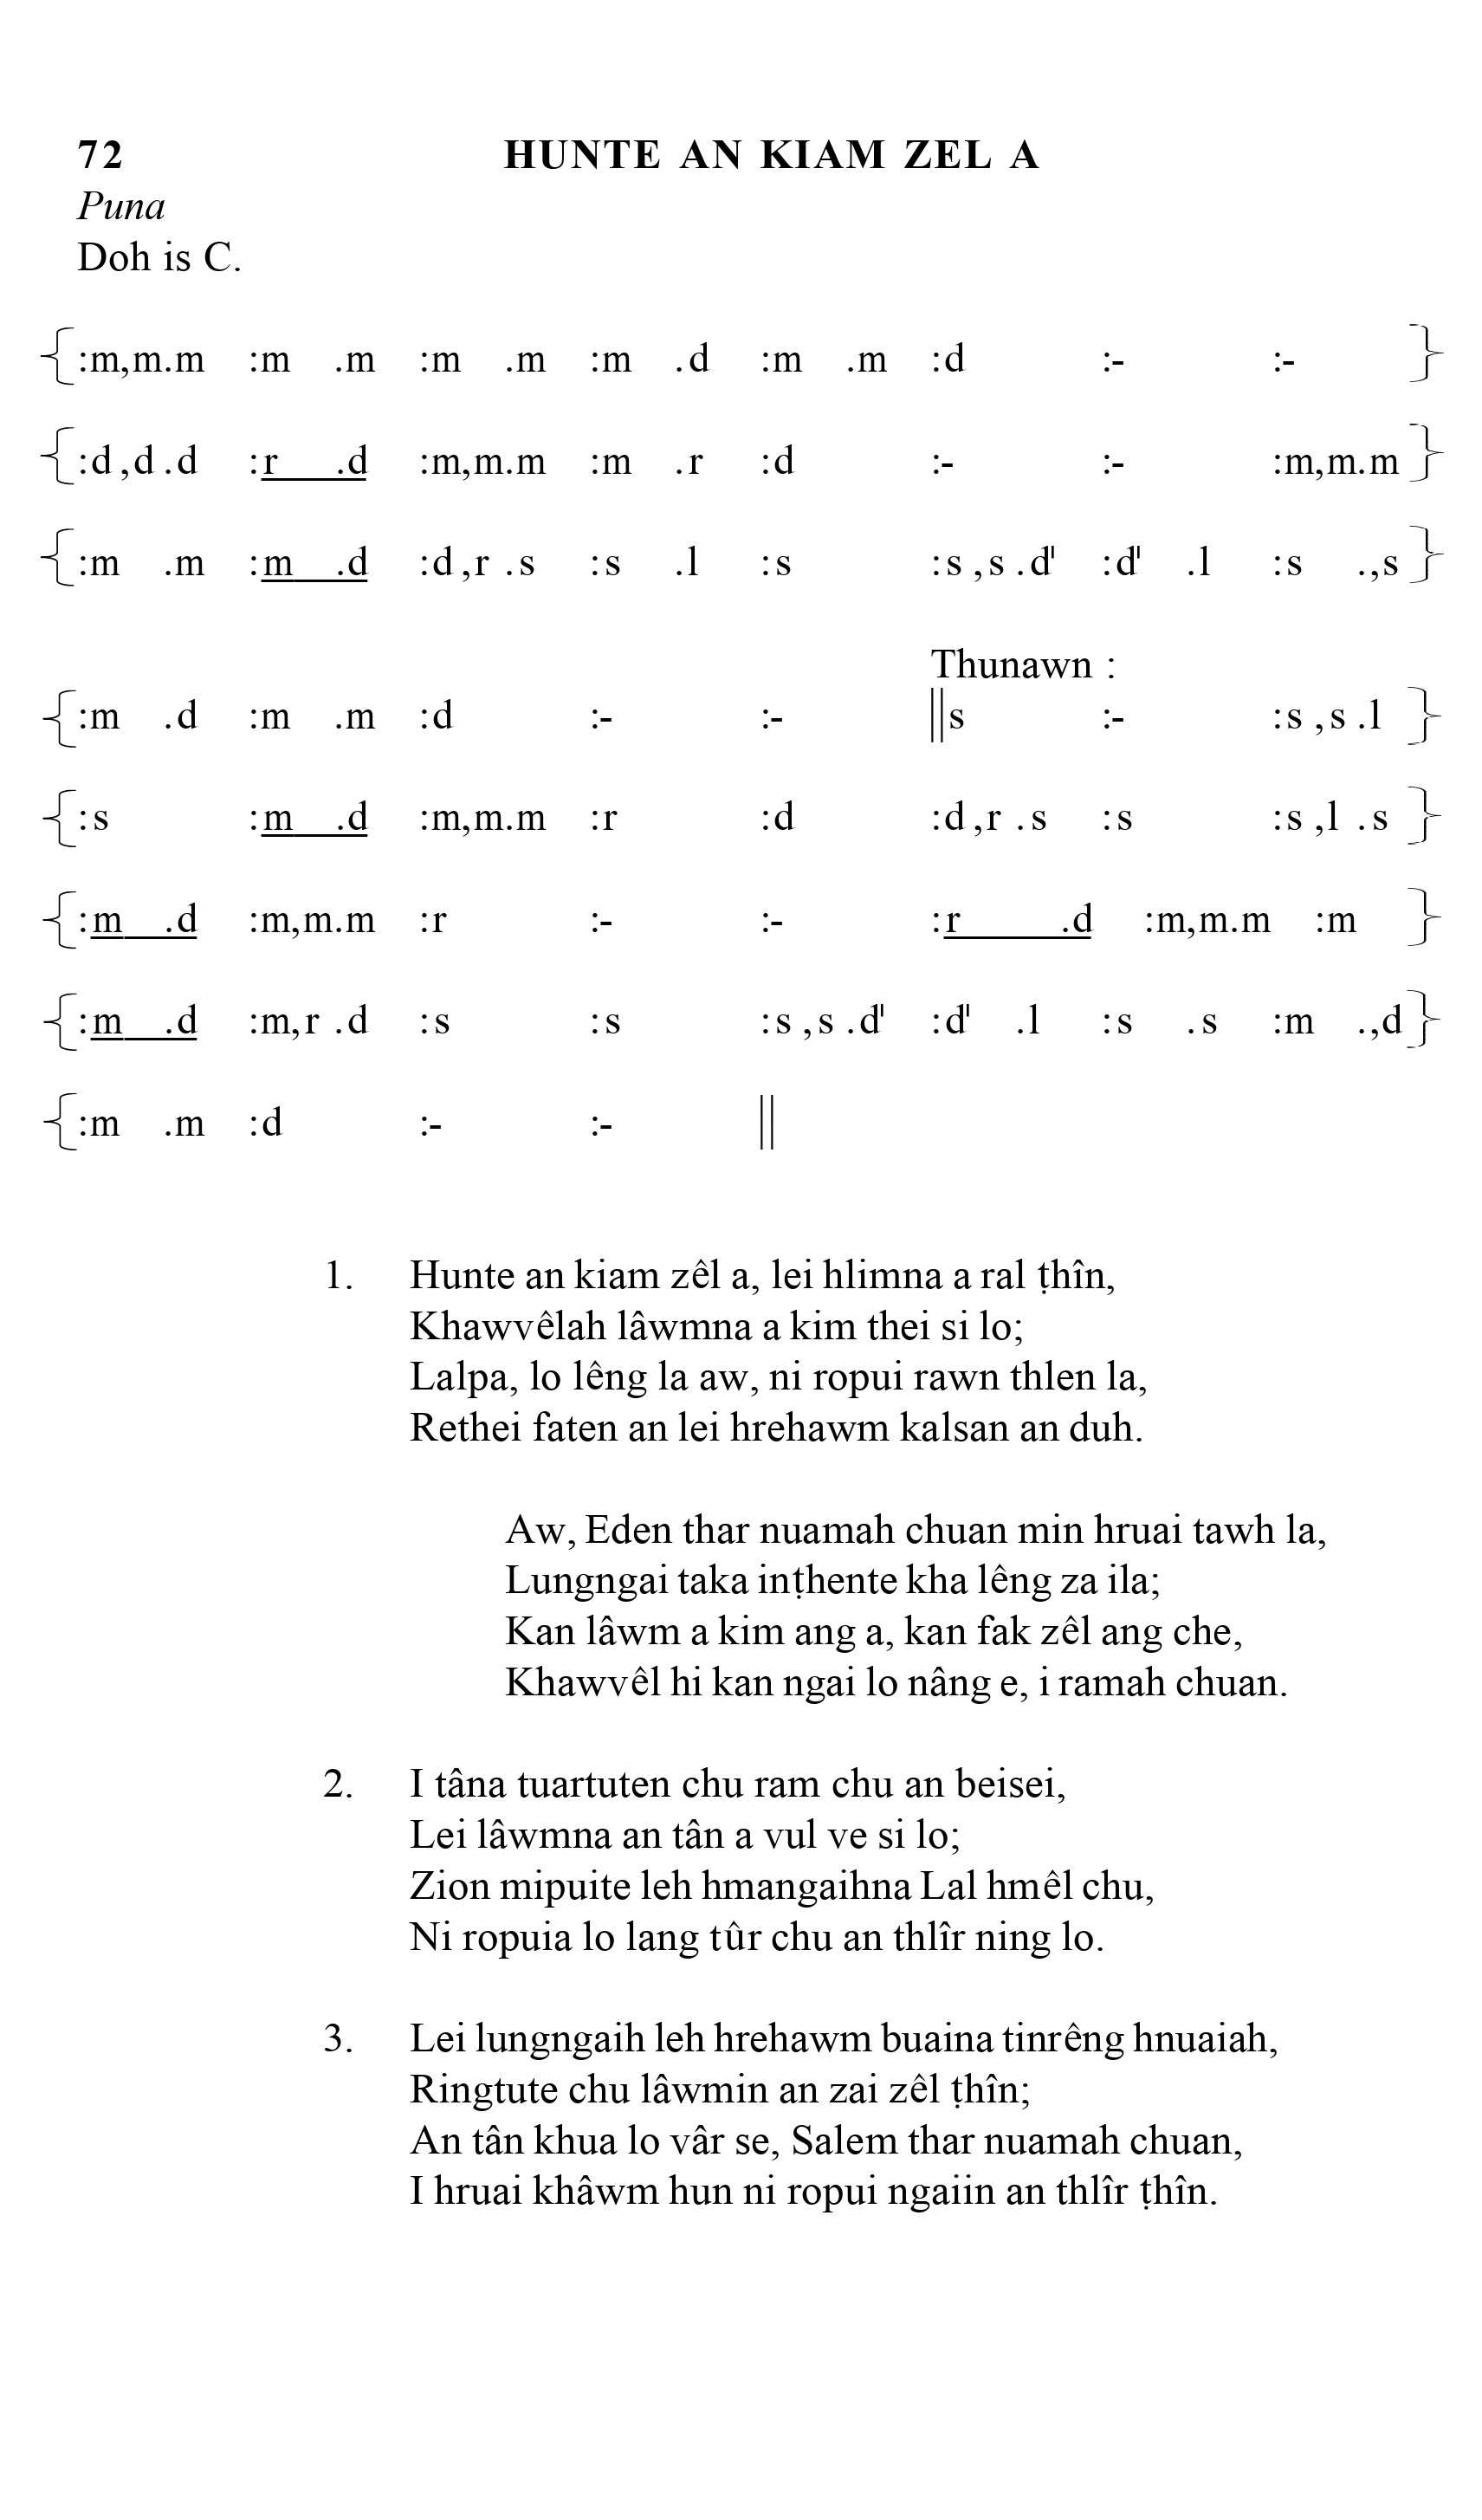 72 HUNTE AN KIAM ZEL A
Puna
Doh is C.
{:m,m.m :m .m :m .m :m .d :m .m :d :- :- }
{:d,d.d :r .d :m,m.m :m .r :d :- :- :m,m.m}
{:m .m :m .d :d,r.s :s .l :s :s,s.d' :d' .l :s .,s}
Thunawn :
{:m .d :m .m :d :- :- ||s :- :s,s.l }
{:s :m .d :m,m.m :r :d :d,r.s :s :s,l.s }
{:m .d :m,m.m :r :- :- :r .d :m,m.m :m }
{:m .d :m,r.d :s :s :s,s.d' :d' .l :s .s :m .,d}
{:m .m :d :- :- ||
1. Hunte an kiam zêl a, lei hlimna a ral ṭhîn,
Khawvêlah lâwmna a kim thei si lo;
Lalpa, lo lêng la aw, ni ropui rawn thlen la,
Rethei faten an lei hrehawm kalsan an duh.
Aw, Eden thar nuamah chuan min hruai tawh la,
Lungngai taka inṭhente kha lêng za ila;
Kan lâwm a kim ang a, kan fak zêl ang che,
Khawvêl hi kan ngai lo nâng e, i ramah chuan.
2. I tâna tuartuten chu ram chu an beisei,
Lei lâwmna an tân a vul ve si lo;
Zion mipuite leh hmangaihna Lal hmêl chu,
Ni ropuia lo lang tûr chu an thlîr ning lo.
3. Lei lungngaih leh hrehawm buaina tinrêng hnuaiah,
Ringtute chu lâwmin an zai zêl ṭhîn;
An tân khua lo vâr se, Salem thar nuamah chuan,
I hruai khâwm hun ni ropui ngaiin an thlîr ṭhîn.